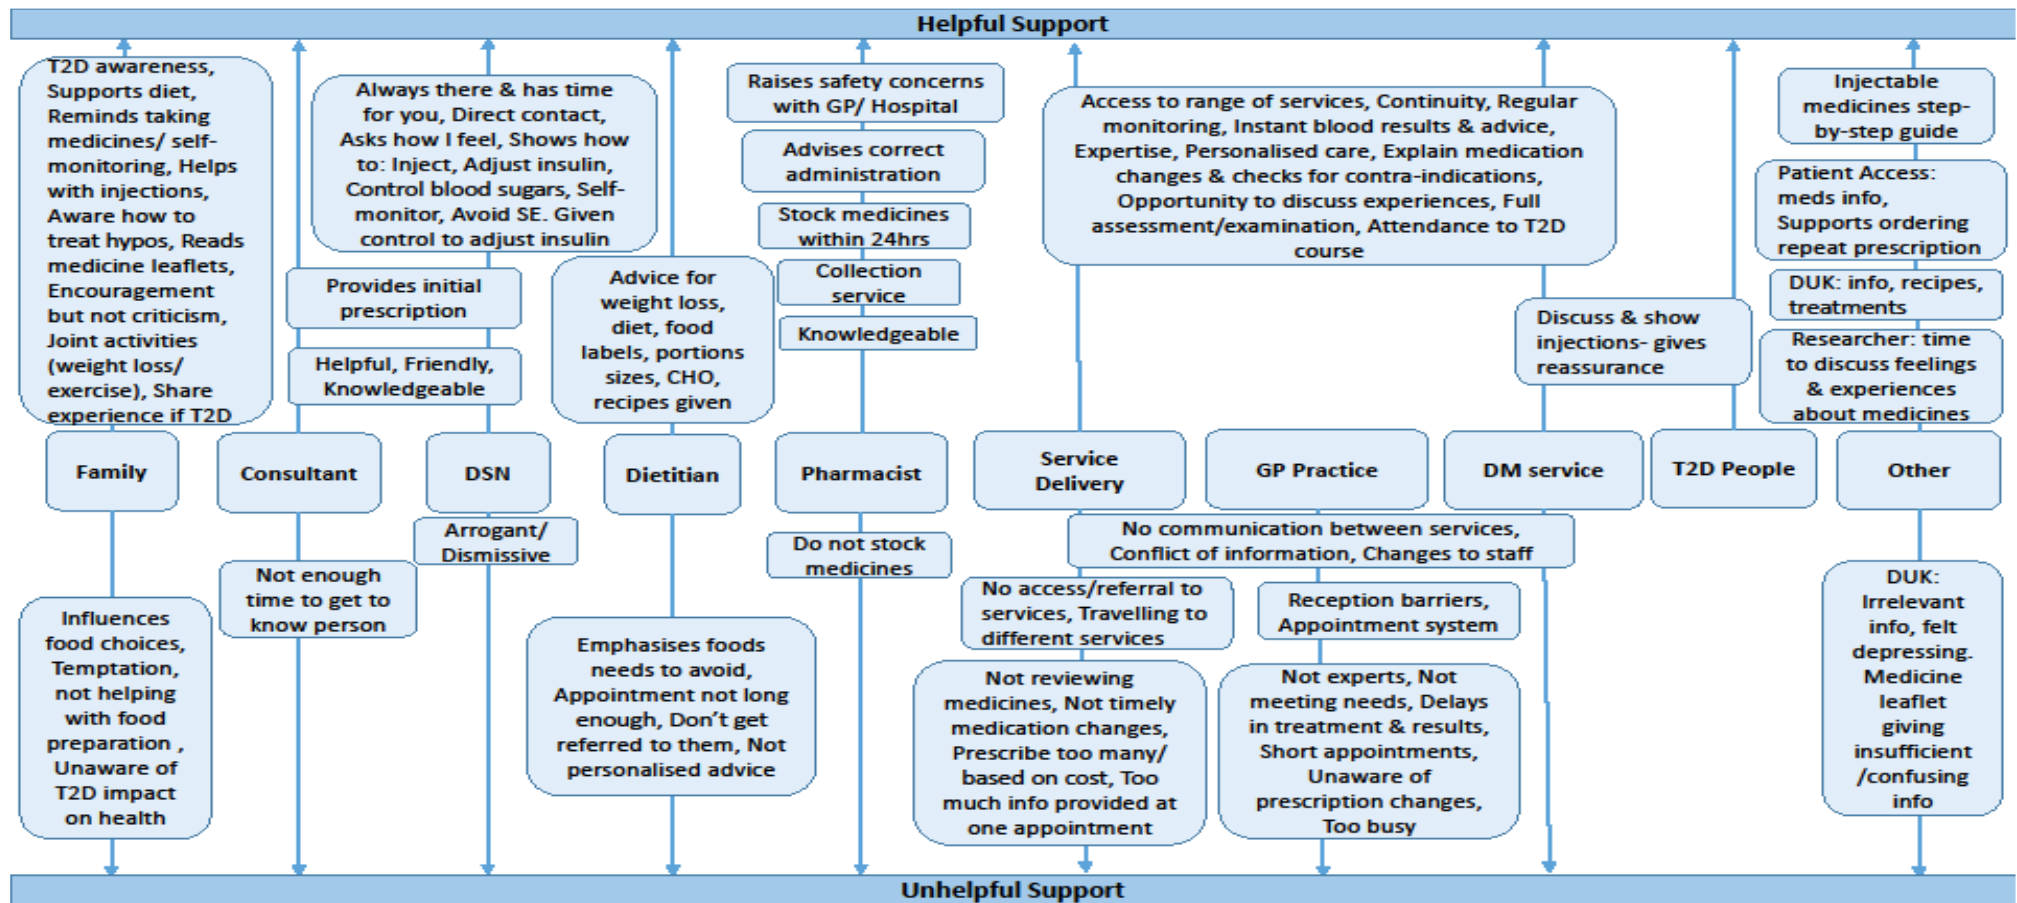 Helpful Support
T2D awareness,
Supports diet,
Reminds taking
medicines/ self-
monitoring, Helps
with injections,
Aware how to
treat hypos, Reads
medicine leaflets,
Encouragement
but not criticism,
Joint activities
(weight loss/
exercise), Share
experience if T2D
Always there & has time
for you, Direct contact,
Asks how I feel, Shows how
to: Inject, Adjust insulin,
Control blood sugars, Self-
monitor, Avoid SE. Given
control to adjust insulin
Provides initial
prescription
Helpful, Friendly,
Knowledgeable
Advice for
weight loss,
diet, food
labels, portions
sizes, CHO,
recipes given
Raises safety concerns
with GP/ Hospital
Advises correct
administration
Stock medicines
within 24hrs
Collection
service
Knowledgeable
Access to range of services, Continuity, Regular
monitoring, Instant blood results & advice,
Expertise, Personalised care, Explain medication
changes & checks for contra-indications,
Opportunity to discuss experiences, Full
assessment/examination, Attendance to T2D
course
Discuss & show
injections- gives
reassurance
Injectable
medicines step-
by-step guide
Patient Access:
meds info,
Supports ordering
repeat prescription
DUK: info, recipes,
treatments
Researcher: time
to discuss feelings
& experiences
about medicines
Family
Consultant
DSN
Dietitian
Pharmacist
Service
Delivery
GP Practice
DM service
T2D People
Other
Influences
food choices,
Temptation,
not helping
with food
preparation ,
Unaware of
T2D impact
on health
Not enough
time to get to
know person
Arrogant/
Dismissive
Emphasises foods
needs to avoid,
Appointment not long
enough, Don't get
referred to them, Not
personalised advice
Do not stock
medicines
No communication between services,
Conflict of information, Changes to staff
No access/referral to
services, Travelling to
different services
Not reviewing
medicines, Not timely
medication changes,
Prescribe too many/
based on cost, Too
much info provided at
one appointment
Reception barriers,
Appointment system
Not experts, Not
meeting needs, Delays
in treatment & results,
Short appointments,
Unaware of
prescription changes,
Too busy
DUK:
Irrelevant
info, felt
depressing.
Medicine
leaflet
giving
insufficient
/confusing
info
Unhelpful Support